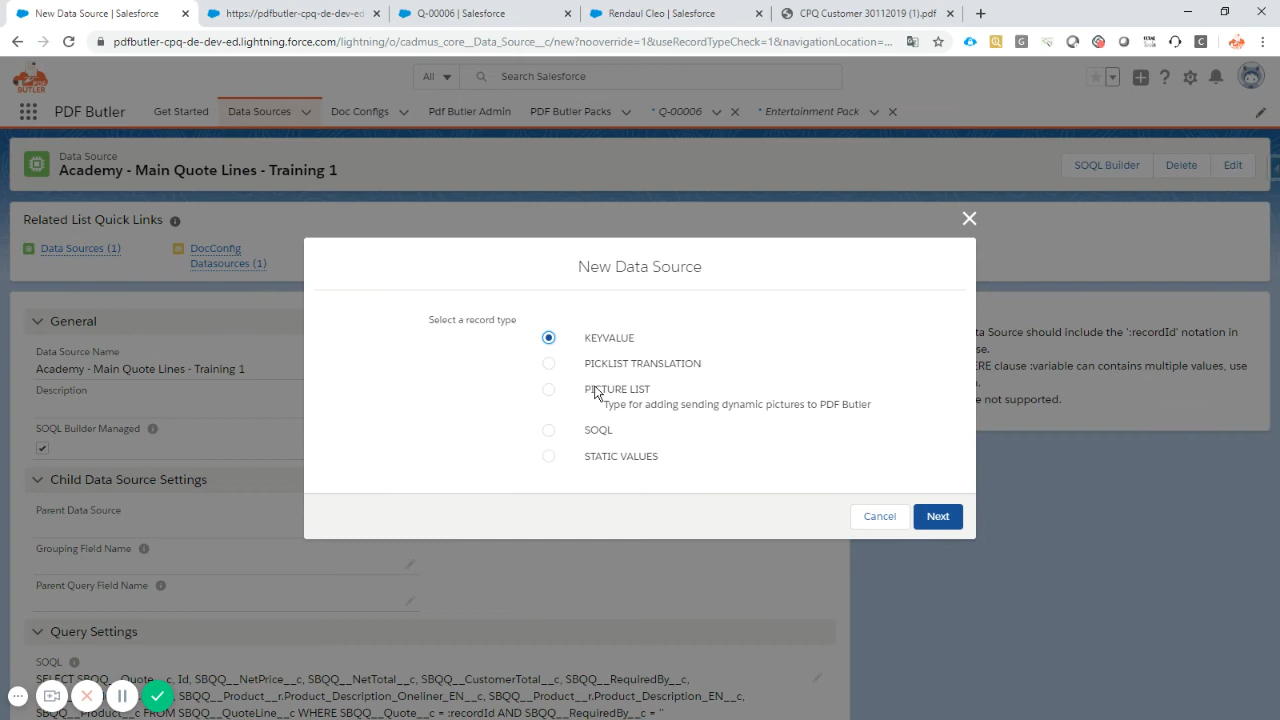 New Data Source | Salesforce
https://pdfbutler-cpq-de-dev-ed
Q-00006 | Salesforce
Rendaul Cleo | Salesforce
CPQ Customer 30112019 (1).pdf
pdfbutler-cpq-de-dev-ed.lightning.force.com/lightning/o/cadmus_core__Data_Source__c/new?nooverride=1&useRecordTypeCheck=1&navigationLocation=...
BUTLER
All
Search Salesforce
PDF Butler
Get Started
Data Sources
Doc Configs
Pdf Butler Admin
PDF Butler Packs
* Q-00006
* Entertainment Pack
Data Source
Academy - Main Quote Lines - Training 1
SOQL Builder
Delete
Edit
Related List Quick Links
Data Sources (1)
DocConfig
Datasources (1)
New Data Source
Select a record type
KEYVALUE
PICKLIST TRANSLATION
PICTURE LIST
Type for adding sending dynamic pictures to PDF Butler
SOQL
STATIC VALUES
Cancel
Next
General
Data Source Name
Academy - Main Quote Lines - Training 1
Description
SOQL Builder Managed
Child Data Source Settings
Parent Data Source
Grouping Field Name
Parent Query Field Name
Query Settings
SOQL
SELECT SBQQ__Quote__c, Id, SBQQ__NetPrice__c, SBQQ__NetTotal__c, SBQQ__CustomerTotal__c, SBQQ__RequiredBy__c,
SBQQ__Product__r.Product_Description_Oneliner_EN__c, SBQQ__Product__r.Product_Description_EN__c,
SBQQ__Product__c FROM SBQQ__QuoteLine__c WHERE SBQQ__Quote__c = :recordId AND SBQQ__RequiredBy__c = ''
ta Source should include the ':recordId' notation in
se.
ERE clause :variable can contains multiple values, use
n.
e not supported.